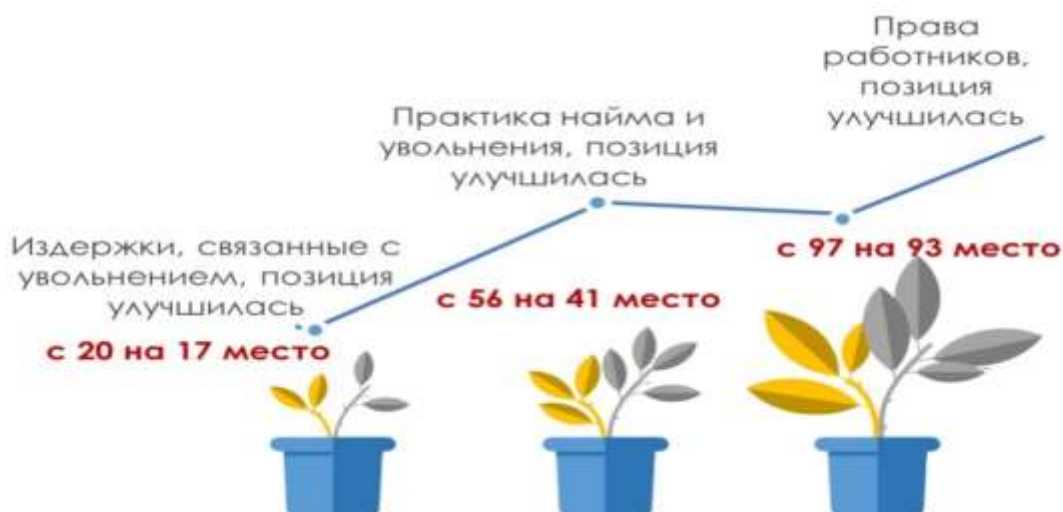 Издержки, связанные с
увольнением, позиция
улучшилась
с 20 на 17 место
Практика найма и
увольнения, позиция
улучшилась
с 56 на 41 место
Права
работников,
позиция
улучшилась
с 97 на 93 место